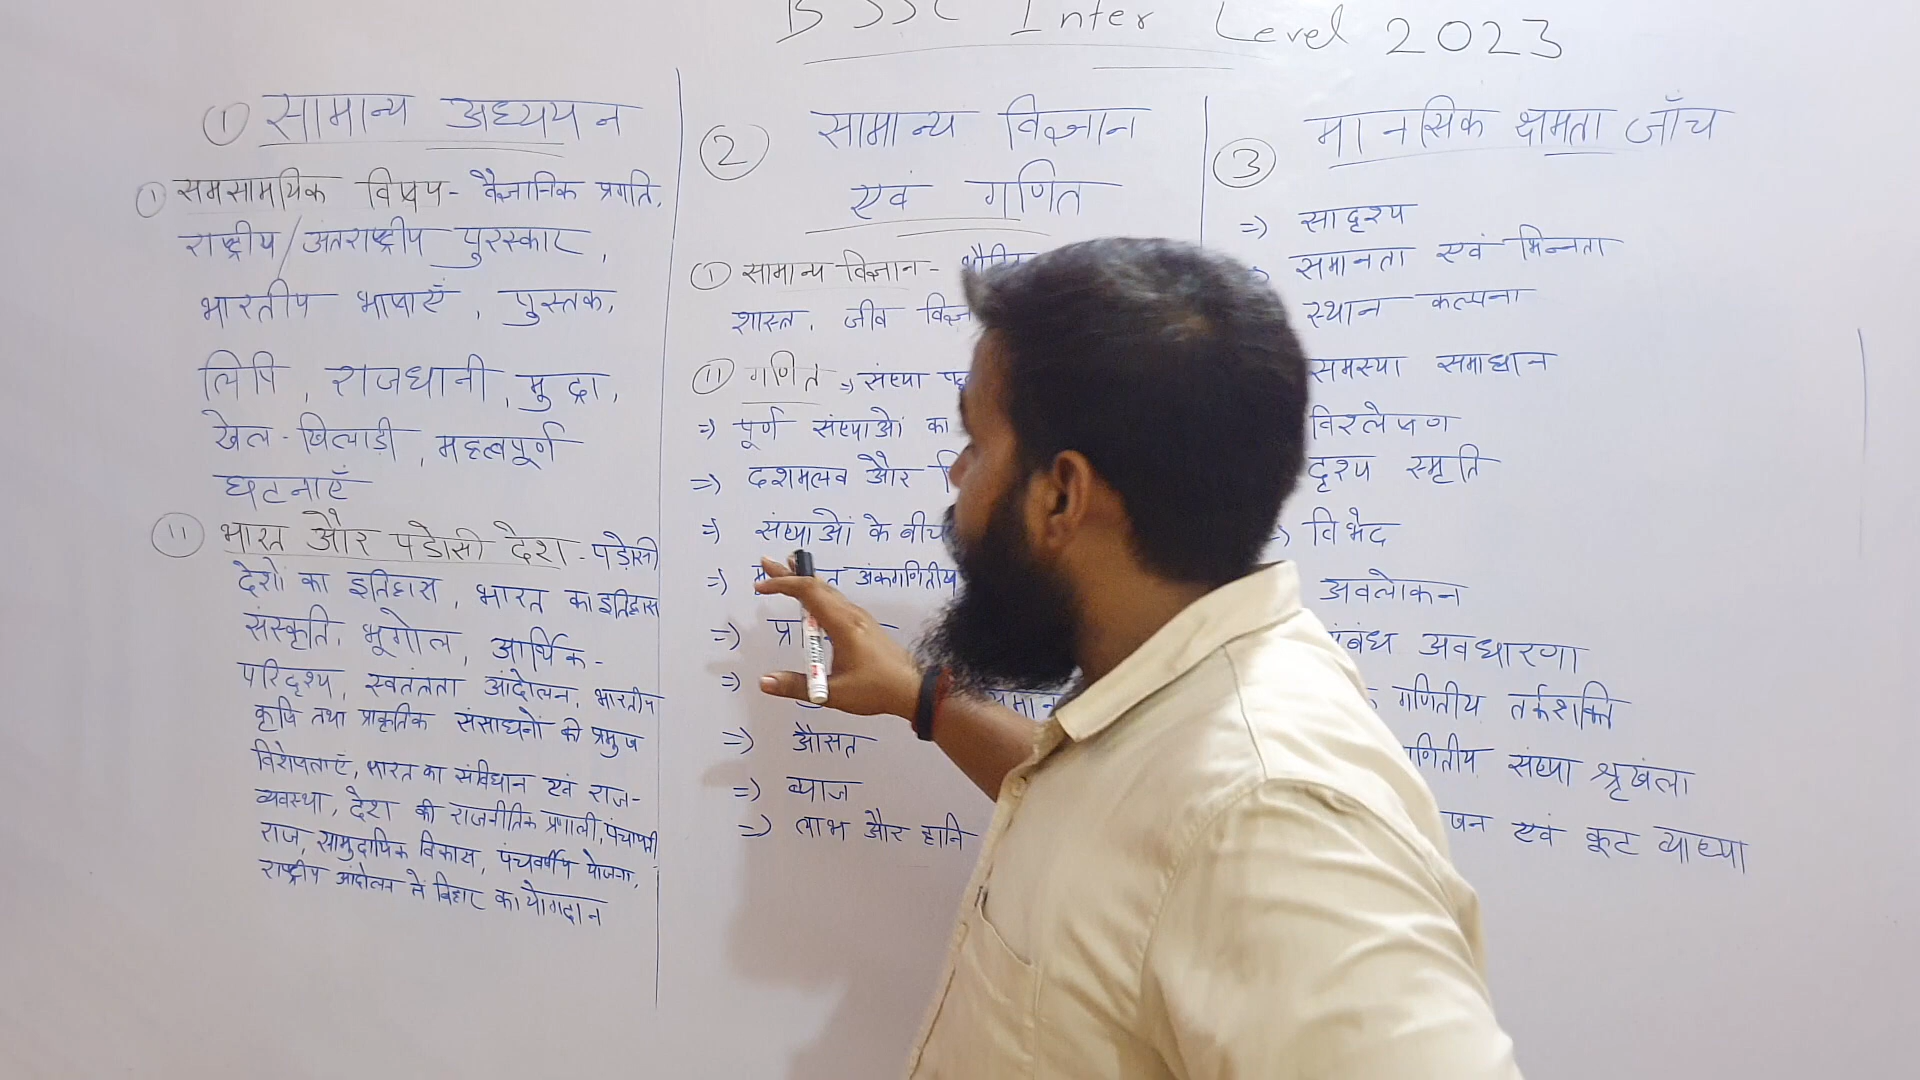 BSSC Inter Level 2023
① सामान्य अध्ययन
① समसामयिक विषय - वैज्ञानिक प्रगति,
राष्ट्रीय/अंतराष्ट्रीय पुरस्कार,
भारतीय भाषाएँ, पुस्तक,
लिपि, राजधानी, मुद्रा,
खेल-खिलाड़ी, महत्वपूर्ण
घटनाएँ
⑪ भारत और पडोसी देश - पड़ोसी
देशों का इतिहास, भारत का इतिहास
संस्कृति, भूगोल, आर्थिक-
परिदृश्य, स्वतंत्रता आंदोलन, भारतीय
कृषि तथा प्राकृतिक संसाधनों की प्रमुख
विशेषताएँ, भारत का संविधान एवं राज-
व्यवस्था, देश की राजनीतिक प्रणाली, पंचायती
राज, सामुदायिक विकास, पंचवर्षीय योजना,
राष्ट्रीय आंदोलन में बिहार का योगदान
② सामान्य विज्ञान
एवं गणित
① सामान्य विज्ञान -
शास्त्र, जीव
⑪ गणित => संख्या
=> पूर्ण संख्याओं का
=> दशमलव और
=> संख्याओं के बीच
=> अंकगणितीय
=>
=>
=> औसत
=> ब्याज
=> लाभ और हानि
③ मानसिक क्षमता जाँच
=> सादृश्य
समानता एवं भिन्नता
स्थान कल्पना
समस्या समाधान
विश्लेषण
दृश्य स्मृति
विभेद
अवलोकन
अवधारणा
गणितीय तर्कशक्ति
संख्या श्रृखंला
एवं कूट व्याख्या